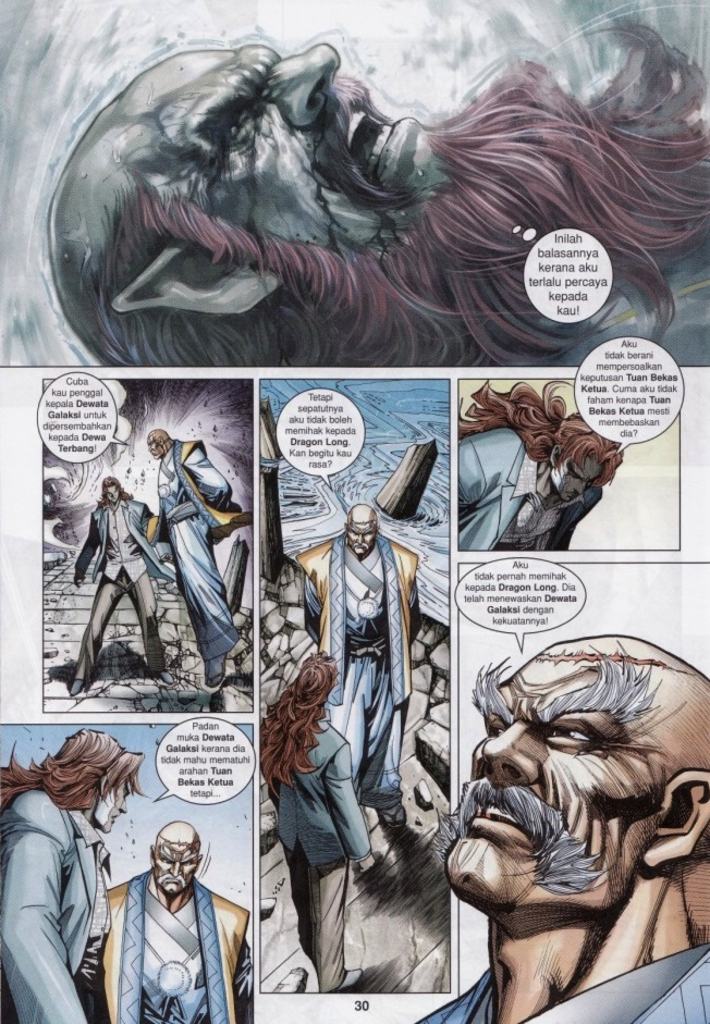 Inilah
balasannya
kerana aku
terlalu percaya
kepada
kau!
Cuba
kau penggal
kepala Dewata
Galaksi untuk
dipersembahkan
kepada Dewa
Terbang!
Padan
muka Dewata
Galaksi kerana dia
tidak mahu mematuhi
arahan Tuan
Bekas Ketua
tetapi...
Tetapi
sepatutnya
aku tidak boleh
memihak kepada
Dragon Long.
Kan begitu kau
rasa?
Aku
tidak berani
mempersoalkan
keputusan Tuan Bekas
Ketua. Cuma aku tidak
faham kenapa Tuan
Bekas Ketua mesti
membebaskan
dia?
Aku
tidak pernah memihak
kepada Dragon Long. Dia
telah menewaskan Dewata
Galaksi dengan
kekuatannya!
30